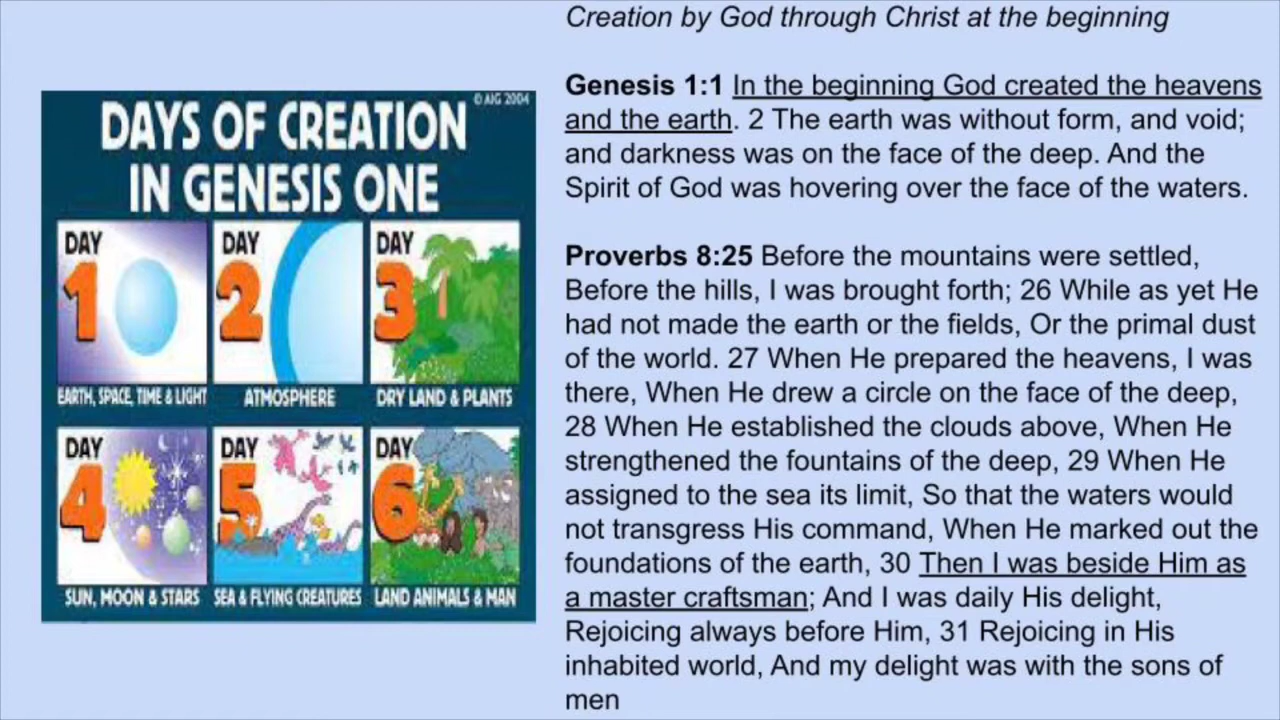 Creation by God through Christ at the beginning
© AIG 2004
DAYS OF CREATION
IN GENESIS ONE
DAY
1
EARTH, SPACE, TIME & LIGHT
DAY
2
ATMOSPHERE
DAY
3
DRY LAND & PLANTS
DAY
4
SUN, MOON & STARS
DAY
5
SEA & FLYING CREATURES
DAY
6
LAND ANIMALS & MAN
Genesis 1:1 In the beginning God created the heavens
and the earth. 2 The earth was without form, and void;
and darkness was on the face of the deep. And the
Spirit of God was hovering over the face of the waters.
Proverbs 8:25 Before the mountains were settled,
Before the hills, I was brought forth; 26 While as yet He
had not made the earth or the fields, Or the primal dust
of the world. 27 When He prepared the heavens, I was
there, When He drew a circle on the face of the deep,
28 When He established the clouds above, When He
strengthened the fountains of the deep, 29 When He
assigned to the sea its limit, So that the waters would
not transgress His command, When He marked out the
foundations of the earth, 30 Then I was beside Him as
a master craftsman; And I was daily His delight,
Rejoicing always before Him, 31 Rejoicing in His
inhabited world, And my delight was with the sons of
men